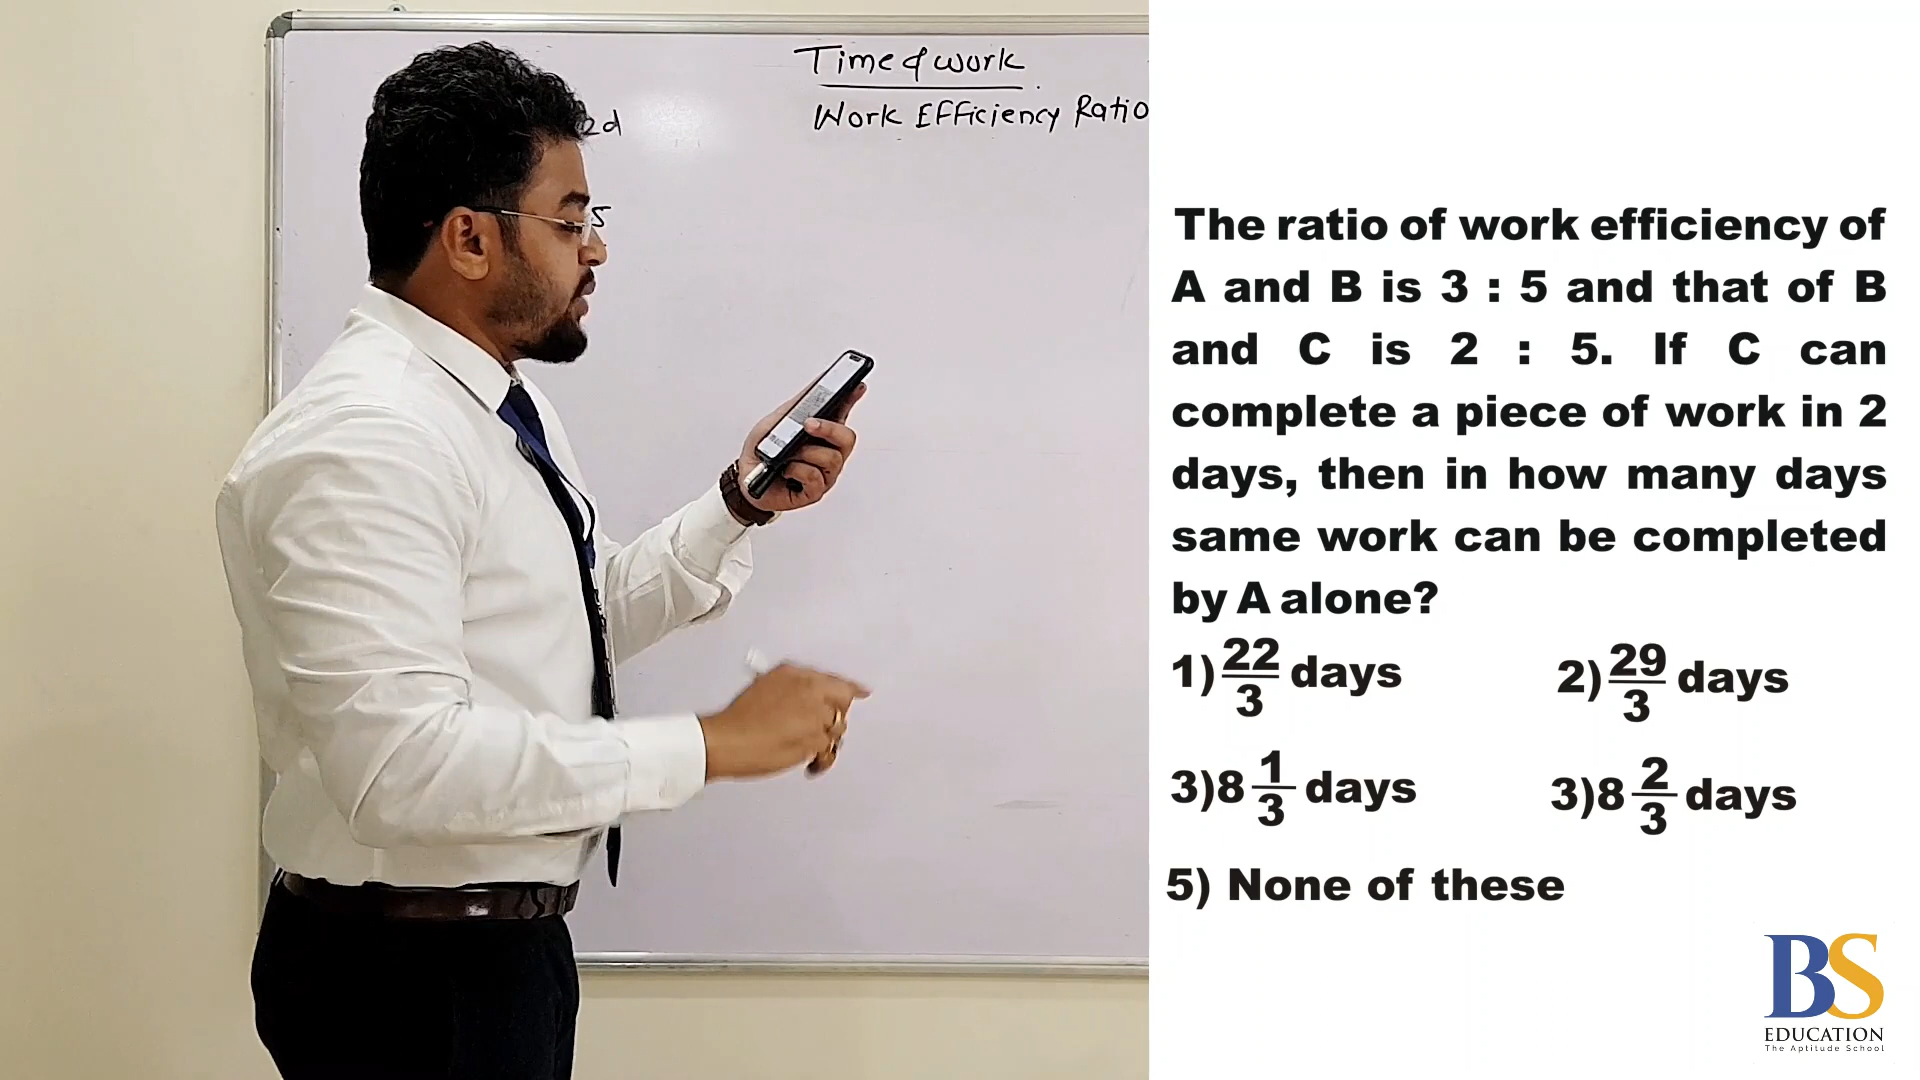 Time & work
Work Efficiency Ratio
2d
5
The ratio of work efficiency of
A and B is 3 : 5 and that of B
and C is 2 : 5. If C can
complete a piece of work in 2
days, then in how many days
same work can be completed
by A alone?
1) 22/3 days 2) 29/3 days
3) 8 1/3 days 3) 8 2/3 days
5) None of these
BS
EDUCATION
The Aptitude School